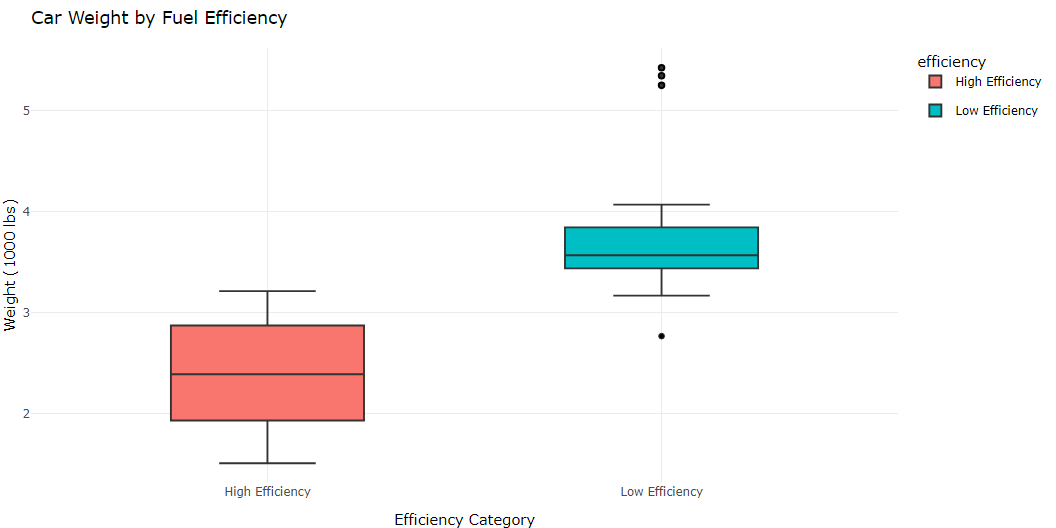 Car Weight by Fuel Efficiency
efficiency
High Efficiency
Low Efficiency
Weight ( 1000 lbs )
5
4
3
2
High Efficiency
Low Efficiency
Efficiency Category